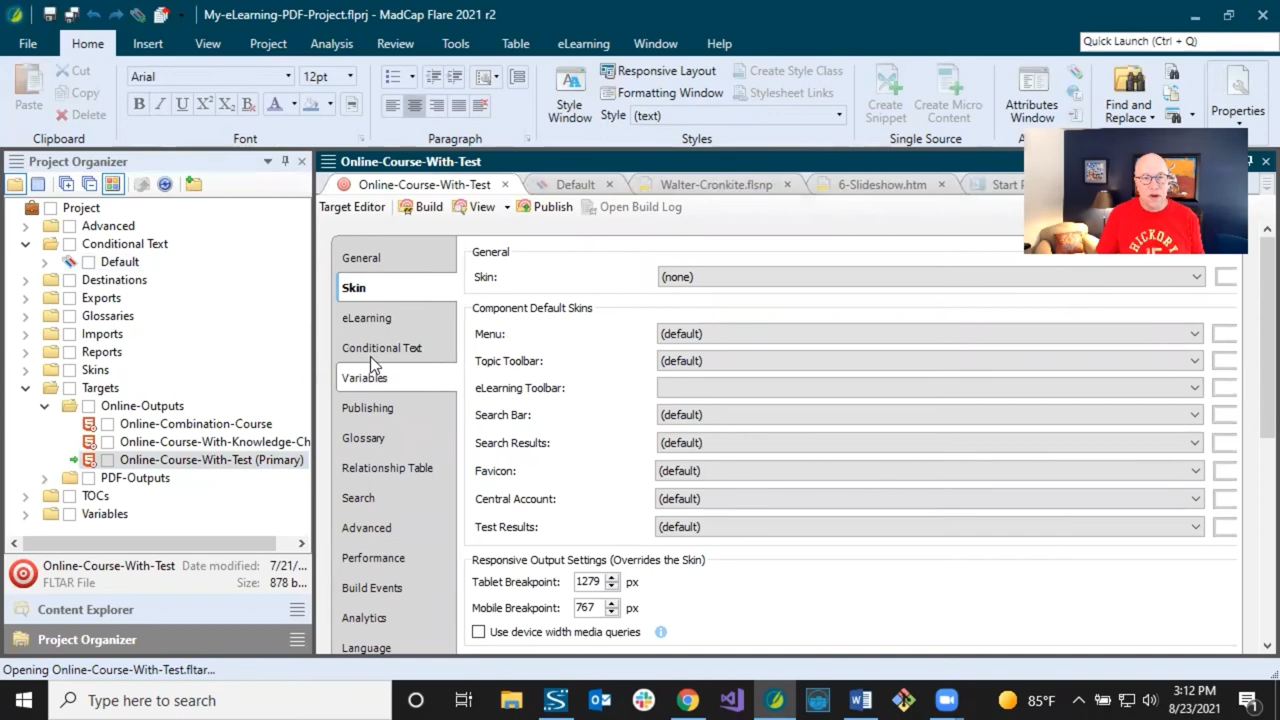 My-eLearning-PDF-Project.flprj - MadCap Flare 2021 r2
File Home Insert View Project Analysis Review Tools Table eLearning Window Help
Quick Launch (Ctrl + Q)
Paste
Cut
Copy
Delete
Clipboard
Arial 12pt
B I U X² X₂
Font
Paragraph
Style Window
Responsive Layout
Formatting Window
Style (text)
Create Style Class
Stylesheet Links
Styles
Create Snippet
Create Micro Content
Single Source
Attributes Window
Find and Replace
Properties
Project Organizer
Project
Advanced
Conditional Text
Default
Destinations
Exports
Glossaries
Imports
Reports
Skins
Targets
Online-Outputs
Online-Combination-Course
Online-Course-With-Knowledge-Ch
Online-Course-With-Test (Primary)
PDF-Outputs
TOCs
Variables
Online-Course-With-Test Date modified: 7/21/...
FLTAR File Size: 878 b...
Content Explorer
Project Organizer
Online-Course-With-Test
Online-Course-With-Test Default Walter-Cronkite.flsnp 6-Slideshow.htm Start
Target Editor Build View Publish Open Build Log
General
Skin
eLearning
Conditional Text
Variables
Publishing
Glossary
Relationship Table
Search
Advanced
Performance
Build Events
Analytics
Language
General
Skin: (none)
Component Default Skins
Menu: (default)
Topic Toolbar: (default)
eLearning Toolbar:
Search Bar: (default)
Search Results: (default)
Favicon: (default)
Central Account: (default)
Test Results: (default)
Responsive Output Settings (Overrides the Skin)
Tablet Breakpoint: 1279 px
Mobile Breakpoint: 767 px
Use device width media queries
HICKORY
Opening Online-Course-With-Test.fltar...
Type here to search
85°F
3:12 PM
8/23/2021
1